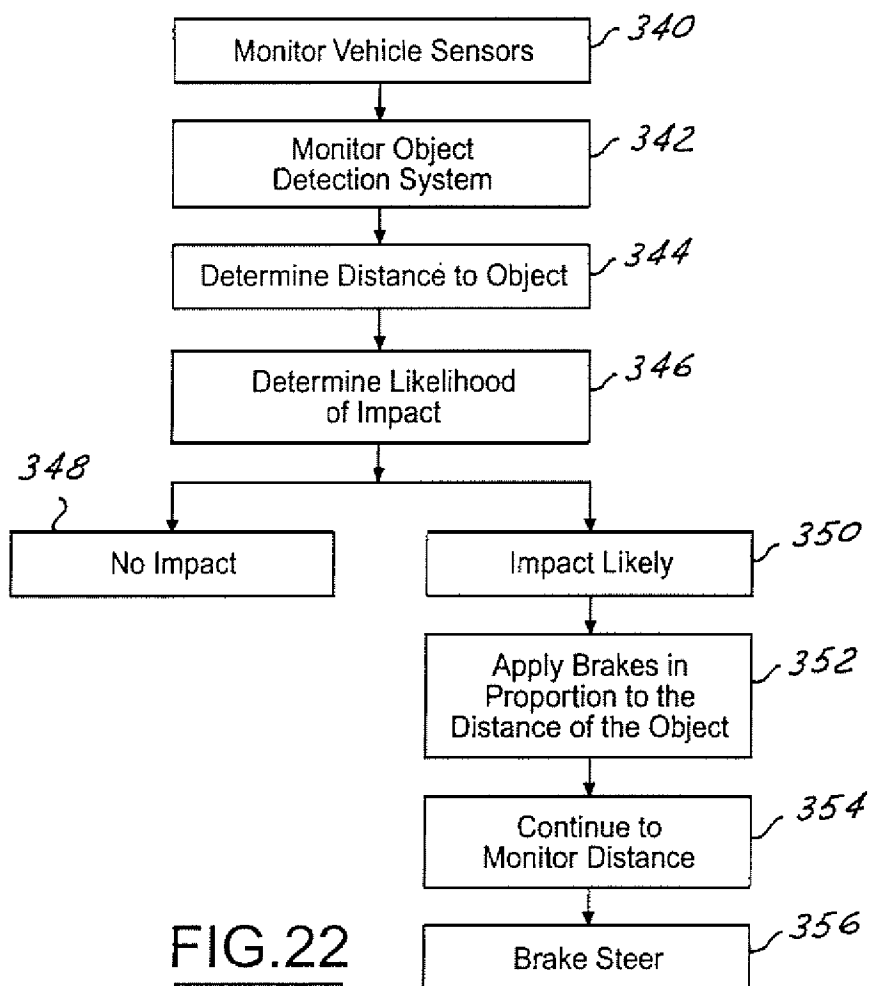 Monitor Vehicle Sensors
340
Monitor Object
Detection System
342
Determine Distance to Object
344
Determine Likelihood
of Impact
346
348
No Impact
Impact Likely
350
Apply Brakes in
Proportion to the
Distance of the Object
352
Continue to
Monitor Distance
354
Brake Steer
356
FIG.22